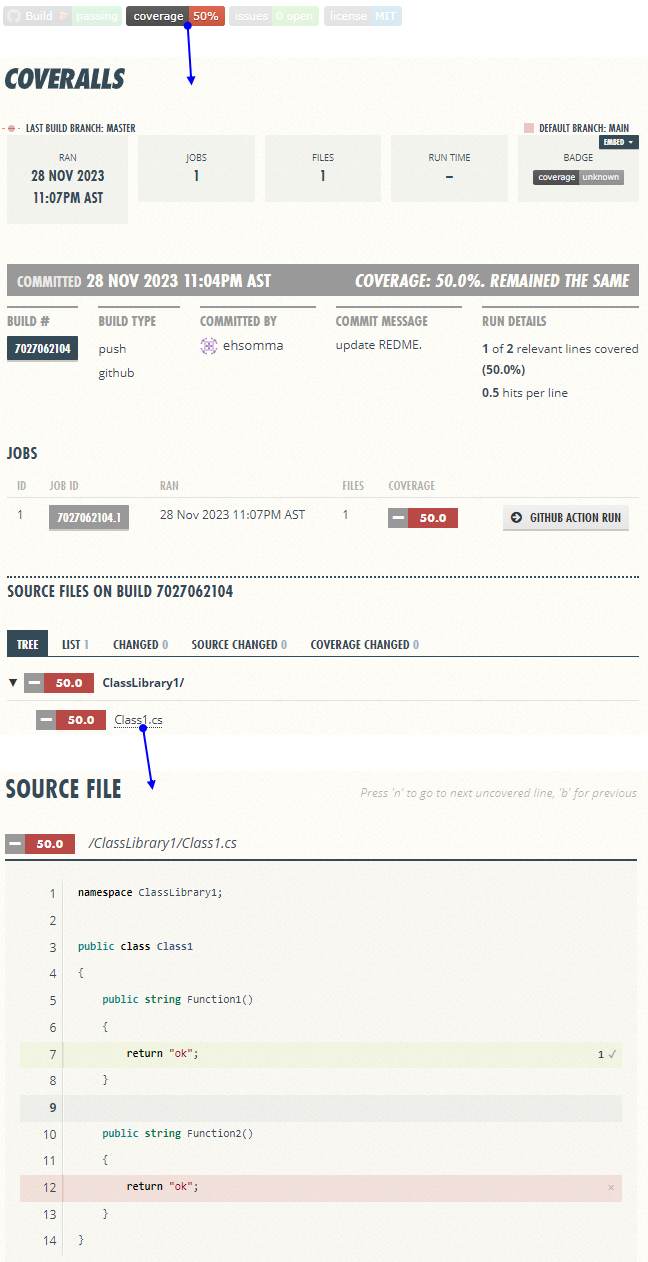 Build passing coverage 50% issues 0 open license MIT
COVERALLS
LAST BUILD BRANCH: MASTER DEFAULT BRANCH: MAIN
EMBED
RAN JOBS FILES RUN TIME BADGE
28 NOV 2023 1 1 – coverage unknown
11:07PM AST
COMMITTED 28 NOV 2023 11:04PM AST COVERAGE: 50.0%. REMAINED THE SAME
BUILD # BUILD TYPE COMMITTED BY COMMIT MESSAGE RUN DETAILS
7027062104 push ehsomma update REDME. 1 of 2 relevant lines covered
github (50.0%)
0.5 hits per line
JOBS
ID JOB ID RAN FILES COVERAGE
1 7027062104.1 28 Nov 2023 11:07PM AST 1 – 50.0 GITHUB ACTION RUN
SOURCE FILES ON BUILD 7027062104
TREE LIST 1 CHANGED 0 SOURCE CHANGED 0 COVERAGE CHANGED 0
▼ – 50.0 ClassLibrary1/
– 50.0 Class1.cs
SOURCE FILE Press 'n' to go to next uncovered line, 'b' for previous
– 50.0 /ClassLibrary1/Class1.cs
1 namespace ClassLibrary1;
2
3 public class Class1
4 {
5 public string Function1()
6 {
7 return "ok"; 1 ✓
8 }
9
10 public string Function2()
11 {
12 return "ok"; ×
13 }
14 }